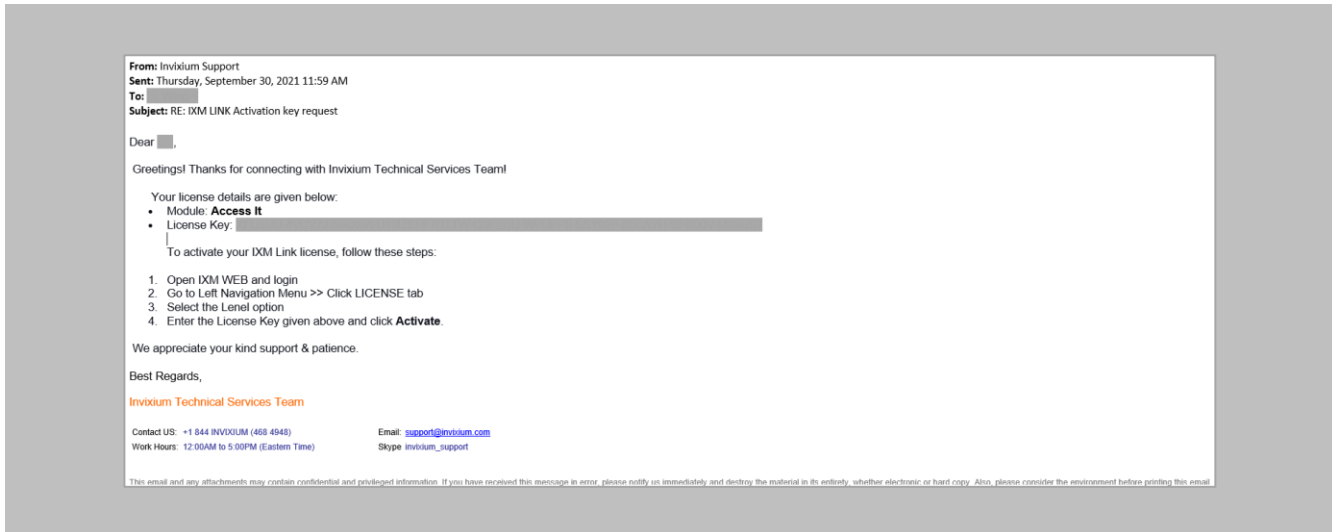 From: Invixium Support
Sent: Thursday, September 30, 2021 11:59 AM
To:
Subject: RE: IXM LINK Activation key request
Dear ,
Greetings! Thanks for connecting with Invixium Technical Services Team!
Your license details are given below:
• Module: Access It
• License Key:
To activate your IXM Link license, follow these steps:
1. Open IXM WEB and login
2. Go to Left Navigation Menu >> Click LICENSE tab
3. Select the Lenel option
4. Enter the License Key given above and click Activate.
We appreciate your kind support & patience.
Best Regards,
Invixium Technical Services Team
Contact US: +1 844 INVIXIUM (468 4948) Email: support@invixium.com
Work Hours: 12:00AM to 5:00PM (Eastern Time) Skype invixium_support
This email and any attachments may contain confidential and privileged information. If you have received this message in error, please notify us immediately and destroy the material in its entirety, whether electronic or hard copy. Also, please consider the environment before printing this email